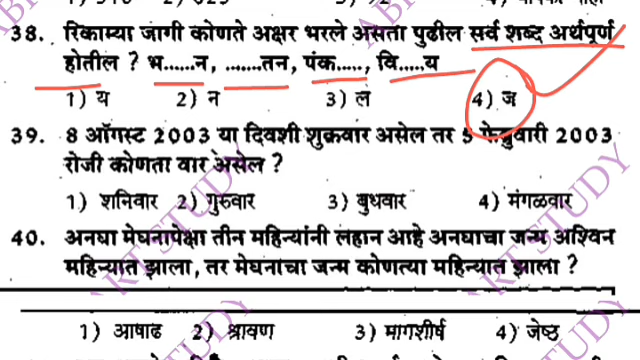 38. रिकाम्या जागी कोणते अक्षर भरले असता पुढील सर्व शब्द अर्थपूर्ण
होतील ? भ......न, .......तन, पंक....., वि.....य
1) य 2) न 3) ल 4) ज
39. 8 ऑगस्ट 2003 या दिवशी शुक्रवार असेल तर 5 फेब्रुवारी 2003
रोजी कोणता वार असेल ?
1) शनिवार 2) गुरुवार 3) बुधवार 4) मंगळवार
40. अनघा मेघनापेक्षा तीन महिन्यांनी लहान आहे अनघाचा जन्म अश्विन
महिन्यात झाला, तर मेघनाचा जन्म कोणत्या महिन्यात झाला ?
1) आषाढ 2) श्रावण 3) मागशीर्ष 4) जेष्ठ